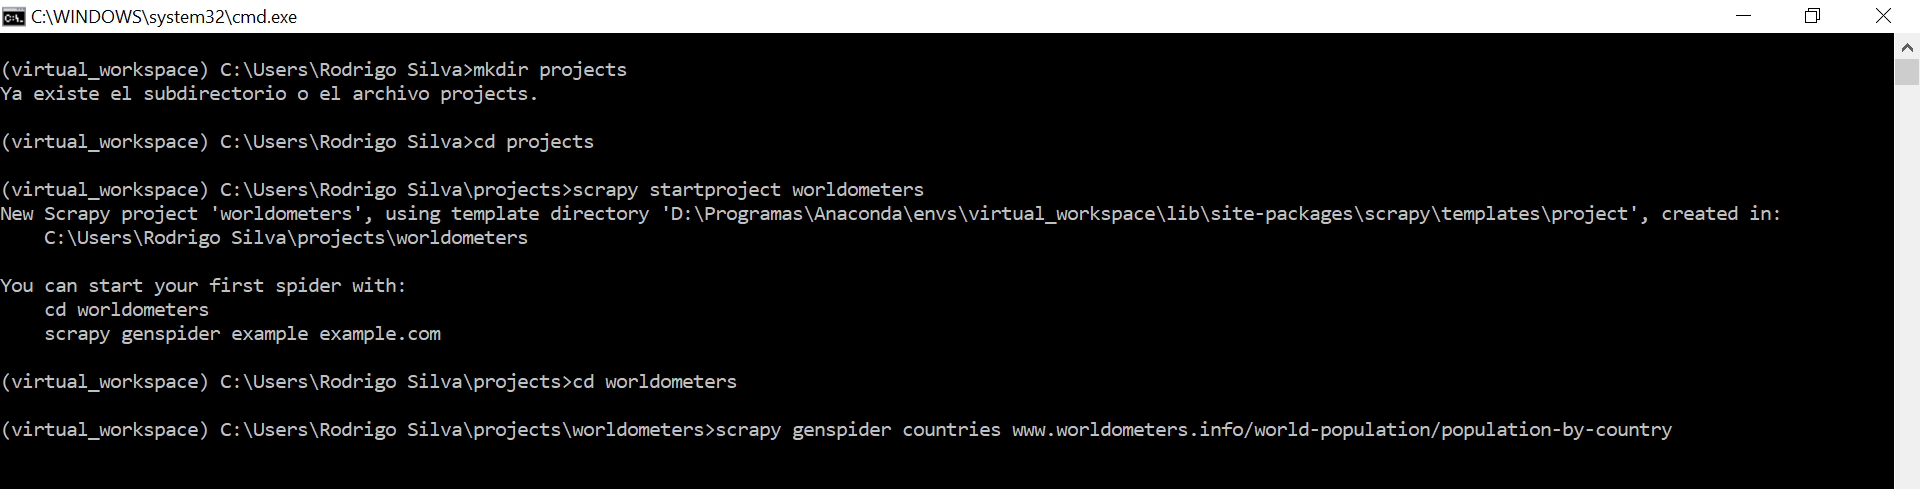 C:\WINDOWS\system32\cmd.exe
(virtual_workspace) C:\Users\Rodrigo Silva>mkdir projects
Ya existe el subdirectorio o el archivo projects.
(virtual_workspace) C:\Users\Rodrigo Silva>cd projects
(virtual_workspace) C:\Users\Rodrigo Silva\projects>scrapy startproject worldometers
New Scrapy project 'worldometers', using template directory 'D:\Programas\Anaconda\envs\virtual_workspace\lib\site-packages\scrapy\templates\project', created in:
    C:\Users\Rodrigo Silva\projects\worldometers
You can start your first spider with:
    cd worldometers
    scrapy genspider example example.com
(virtual_workspace) C:\Users\Rodrigo Silva\projects>cd worldometers
(virtual_workspace) C:\Users\Rodrigo Silva\projects\worldometers>scrapy genspider countries www.worldometers.info/world-population/population-by-country